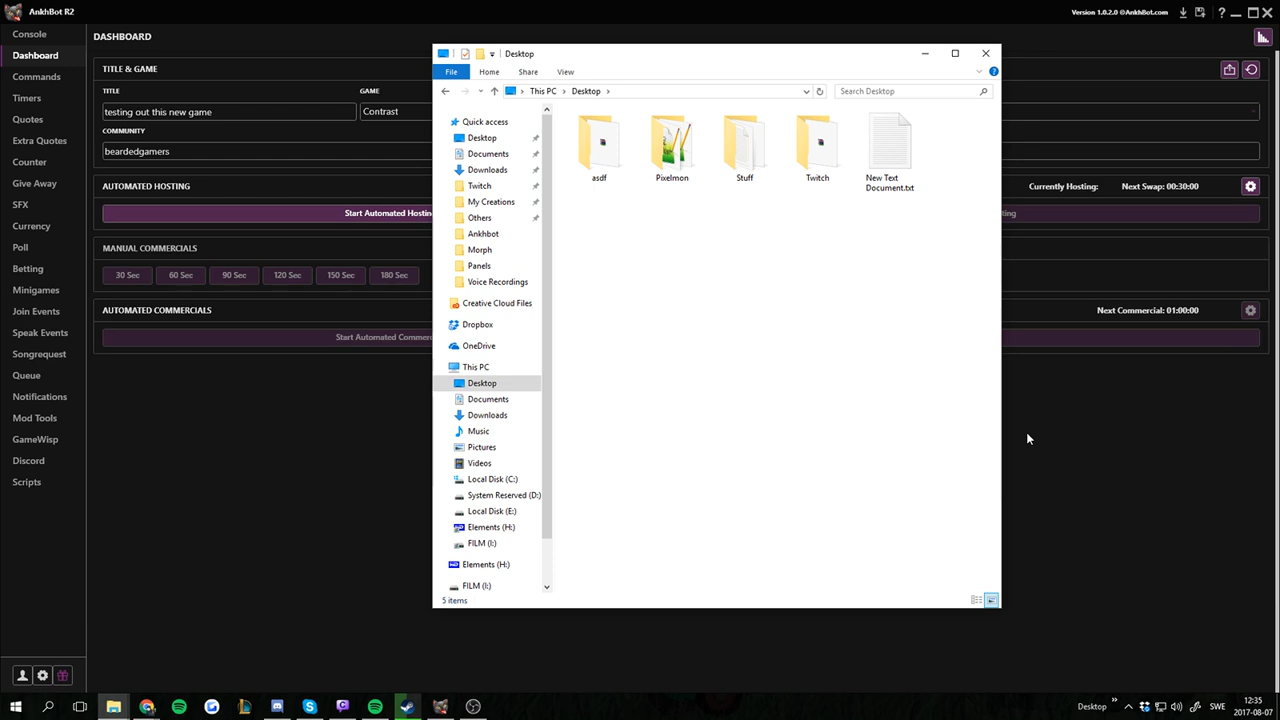 AnkhBot R2
Version 1.0.2.0 @AnkhBot.com
Console
Dashboard
Commands
Timers
Quotes
Extra Quotes
Counter
Give Away
SFX
Currency
Poll
Betting
Minigames
Join Events
Speak Events
Songrequest
Queue
Notifications
Mod Tools
GameWisp
Discord
Scripts
DASHBOARD
TITLE & GAME
TITLE
GAME
testing out this new game
Contrast
COMMUNITY
beardedgamers
AUTOMATED HOSTING
Currently Hosting:
Next Swap: 00:30:00
Start Automated Hostin
ting
MANUAL COMMERCIALS
30 Sec
60 Sec
90 Sec
120 Sec
150 Sec
180 Sec
AUTOMATED COMMERCIALS
Next Commercial: 01:00:00
Start Automated Commerc
Desktop
File
Home
Share
View
This PC
Desktop
Search Desktop
Quick access
Desktop
Documents
Downloads
Twitch
My Creations
Others
Ankhbot
Morph
Panels
Voice Recordings
Creative Cloud Files
Dropbox
OneDrive
This PC
Desktop
Documents
Downloads
Music
Pictures
Videos
Local Disk (C:)
System Reserved (D:)
Local Disk (E:)
Elements (H:)
FILM (I:)
Elements (H:)
FILM (I:)
asdf
Pixelmon
Stuff
Twitch
New Text
Document.txt
5 items
Desktop
SWE
12:35
2017-08-07